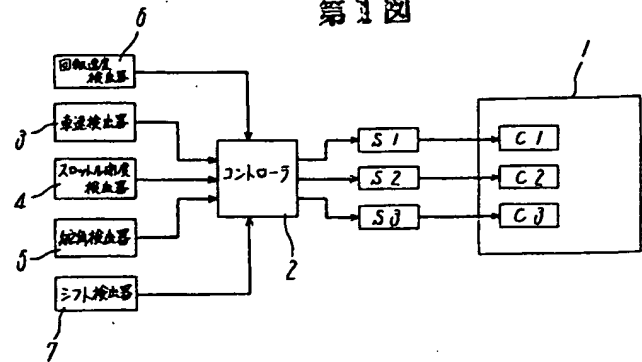 第1図
6
回転速度
検出器
1
3
車速検出器
コントローラ
S1
C1
4
スロットル開度
検出器
S2
C2
5
舵角検出器
2
S3
C3
シフト検出器
7